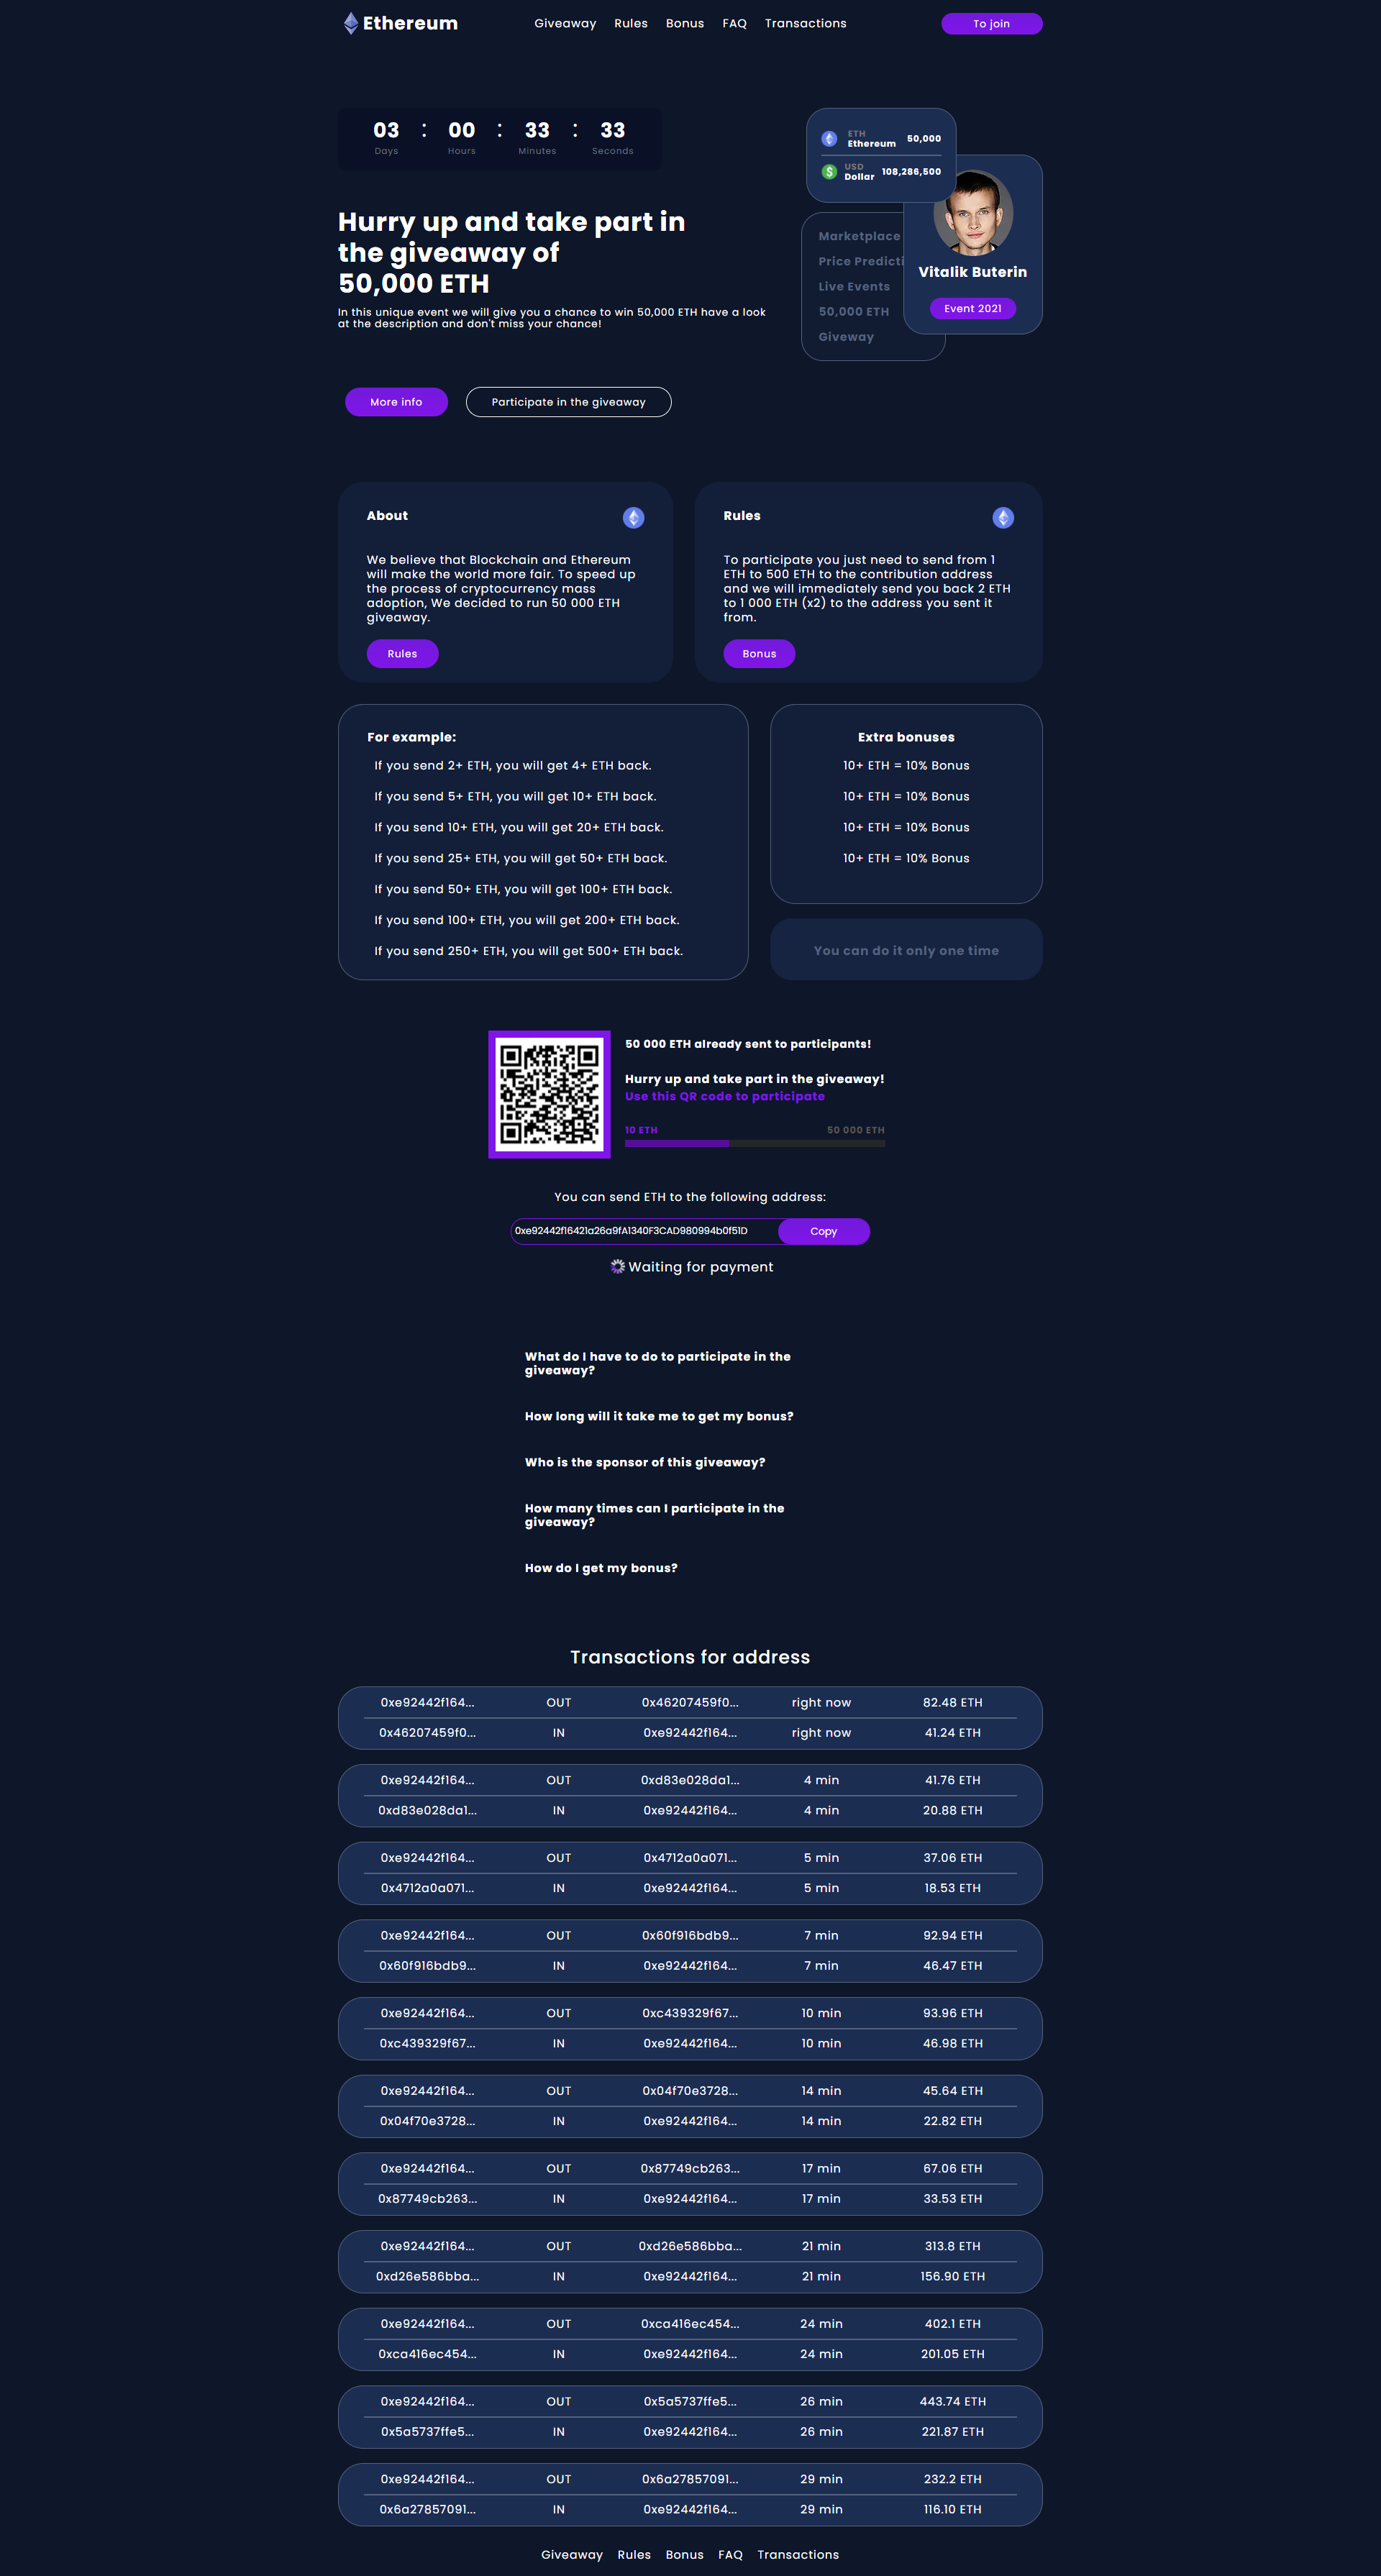 Ethereum
Giveaway Rules Bonus FAQ Transactions
To join
03 : 00 : 33 : 33
Days Hours Minutes Seconds
Hurry up and take part in
the giveaway of
50,000 ETH
In this unique event we will give you a chance to win 50,000 ETH have a look
at the description and don't miss your chance!
More info
Participate in the giveaway
ETH
Ethereum 50,000
USD
Dollar 108,286,500
Marketplace
Price Predicti
Live Events
50,000 ETH
Giveway
Vitalik Buterin
Event 2021
About
We believe that Blockchain and Ethereum
will make the world more fair. To speed up
the process of cryptocurrency mass
adoption, We decided to run 50 000 ETH
giveaway.
Rules
Rules
To participate you just need to send from 1
ETH to 500 ETH to the contribution address
and we will immediately send you back 2 ETH
to 1 000 ETH (x2) to the address you sent it
from.
Bonus
For example:
If you send 2+ ETH, you will get 4+ ETH back.
If you send 5+ ETH, you will get 10+ ETH back.
If you send 10+ ETH, you will get 20+ ETH back.
If you send 25+ ETH, you will get 50+ ETH back.
If you send 50+ ETH, you will get 100+ ETH back.
If you send 100+ ETH, you will get 200+ ETH back.
If you send 250+ ETH, you will get 500+ ETH back.
Extra bonuses
10+ ETH = 10% Bonus
10+ ETH = 10% Bonus
10+ ETH = 10% Bonus
10+ ETH = 10% Bonus
You can do it only one time
50 000 ETH already sent to participants!
Hurry up and take part in the giveaway!
Use this QR code to participate
10 ETH 50 000 ETH
You can send ETH to the following address:
0xe92442f16421a26a9fA1340F3CAD980994b0f51D Copy
Waiting for payment
What do I have to do to participate in the
giveaway?
How long will it take me to get my bonus?
Who is the sponsor of this giveaway?
How many times can I participate in the
giveaway?
How do I get my bonus?
Transactions for address
0xe92442f164... OUT 0x46207459f0... right now 82.48 ETH
0x46207459f0... IN 0xe92442f164... right now 41.24 ETH
0xe92442f164... OUT 0xd83e028da1... 4 min 41.76 ETH
0xd83e028da1... IN 0xe92442f164... 4 min 20.88 ETH
0xe92442f164... OUT 0x4712a0a071... 5 min 37.06 ETH
0x4712a0a071... IN 0xe92442f164... 5 min 18.53 ETH
0xe92442f164... OUT 0x60f916bdb9... 7 min 92.94 ETH
0x60f916bdb9... IN 0xe92442f164... 7 min 46.47 ETH
0xe92442f164... OUT 0xc439329f67... 10 min 93.96 ETH
0xc439329f67... IN 0xe92442f164... 10 min 46.98 ETH
0xe92442f164... OUT 0x04f70e3728... 14 min 45.64 ETH
0x04f70e3728... IN 0xe92442f164... 14 min 22.82 ETH
0xe92442f164... OUT 0x87749cb263... 17 min 67.06 ETH
0x87749cb263... IN 0xe92442f164... 17 min 33.53 ETH
0xe92442f164... OUT 0xd26e586bba... 21 min 313.8 ETH
0xd26e586bba... IN 0xe92442f164... 21 min 156.90 ETH
0xe92442f164... OUT 0xca416ec454... 24 min 402.1 ETH
0xca416ec454... IN 0xe92442f164... 24 min 201.05 ETH
0xe92442f164... OUT 0x5a5737ffe5... 26 min 443.74 ETH
0x5a5737ffe5... IN 0xe92442f164... 26 min 221.87 ETH
0xe92442f164... OUT 0x6a27857091... 29 min 232.2 ETH
0x6a27857091... IN 0xe92442f164... 29 min 116.10 ETH
Giveaway Rules Bonus FAQ Transactions